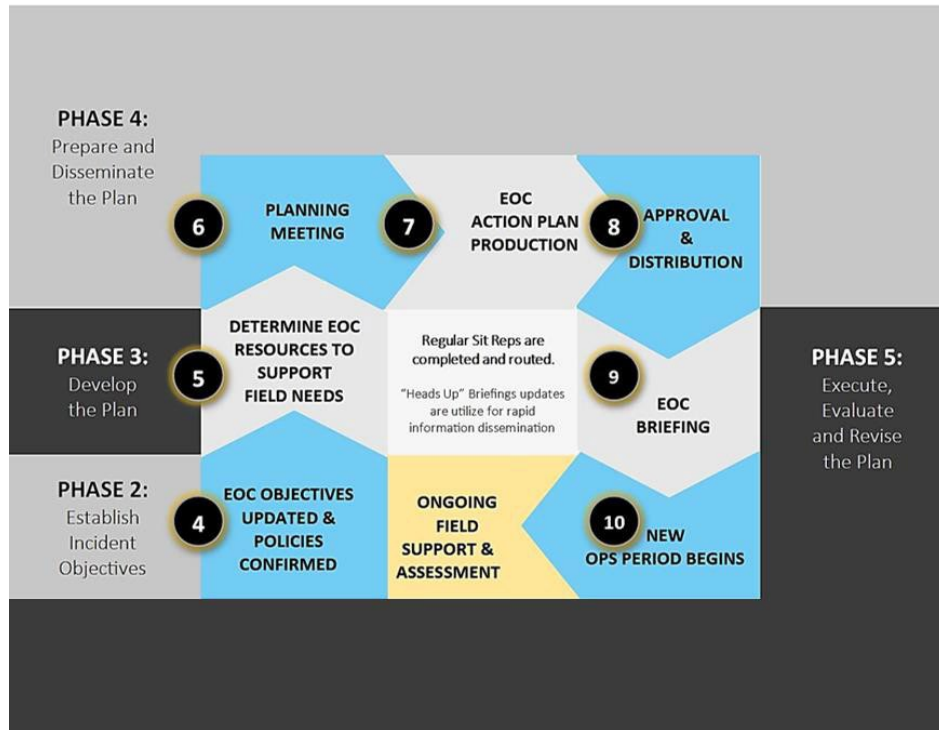 PHASE 4:
Prepare and
Disseminate
the Plan
6
PLANNING
MEETING
7
EOC
ACTION PLAN
PRODUCTION
8
APPROVAL
&
DISTRIBUTION
PHASE 3:
Develop
the Plan
5
DETERMINE EOC
RESOURCES TO
SUPPORT
FIELD NEEDS
Regular Sit Reps are
completed and routed.
"Heads Up" Briefings updates
are utilize for rapid
information dissemination
9
EOC
BRIEFING
PHASE 5:
Execute,
Evaluate
and Revise
the Plan
PHASE 2:
Establish
Incident
Objectives
4
EOC OBJECTIVES
UPDATED &
POLICIES
CONFIRMED
ONGOING
FIELD
SUPPORT &
ASSESSMENT
10
NEW
OPS PERIOD BEGINS